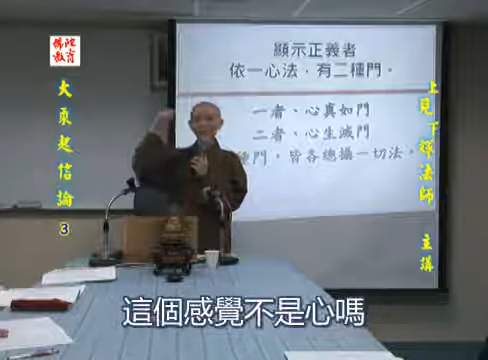 佛陀
教育
大乘起信論
3
上見下輝法師 主講
顯示正義者
依一心法，有二種門。
一者、心真如門
二者、心生滅門
種門，皆各總攝一切法，
這個感覺不是心嗎